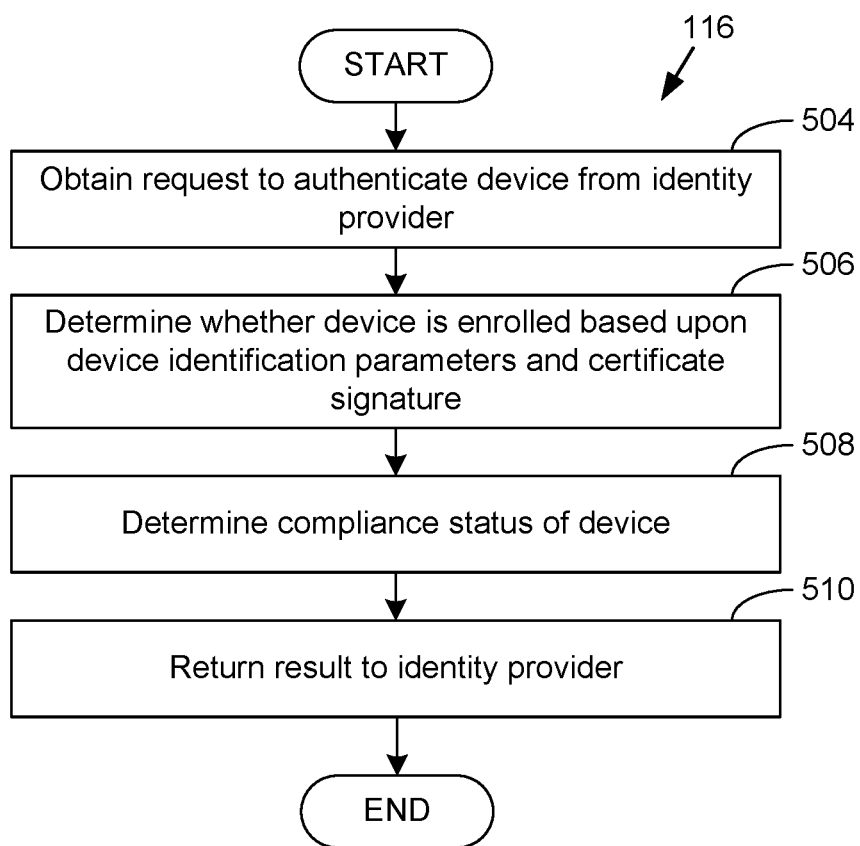 116
START
504
Obtain request to authenticate device from identity
provider
506
Determine whether device is enrolled based upon
device identification parameters and certificate
signature
508
Determine compliance status of device
510
Return result to identity provider
END